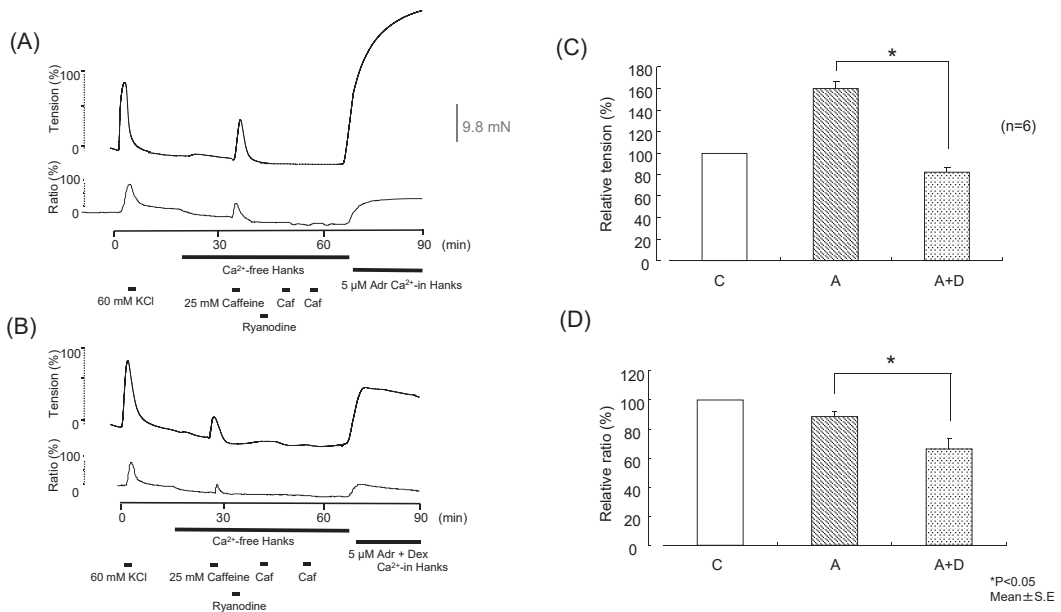 (A)
Tension (%)
100
0
9.8 mN
Ratio (%)
100
0
0 30 60 90 (min)
Ca²⁺-free Hanks
5 µM Adr Ca²⁺-in Hanks
60 mM KCl 25 mM Caffeine Caf Caf
Ryanodine
(B)
Tension (%)
100
0
Ratio (%)
100
0
0 30 60 90 (min)
Ca²⁺-free Hanks
5 µM Adr + Dex
Ca²⁺-in Hanks
60 mM KCl 25 mM Caffeine Caf Caf
Ryanodine
(C)
Relative tension (%)
180
160
140
120
100
80
60
40
20
0
*
(n=6)
C A A+D
(D)
Relative ratio (%)
120
100
80
60
40
20
0
*
C A A+D
*P<0.05
Mean±S.E